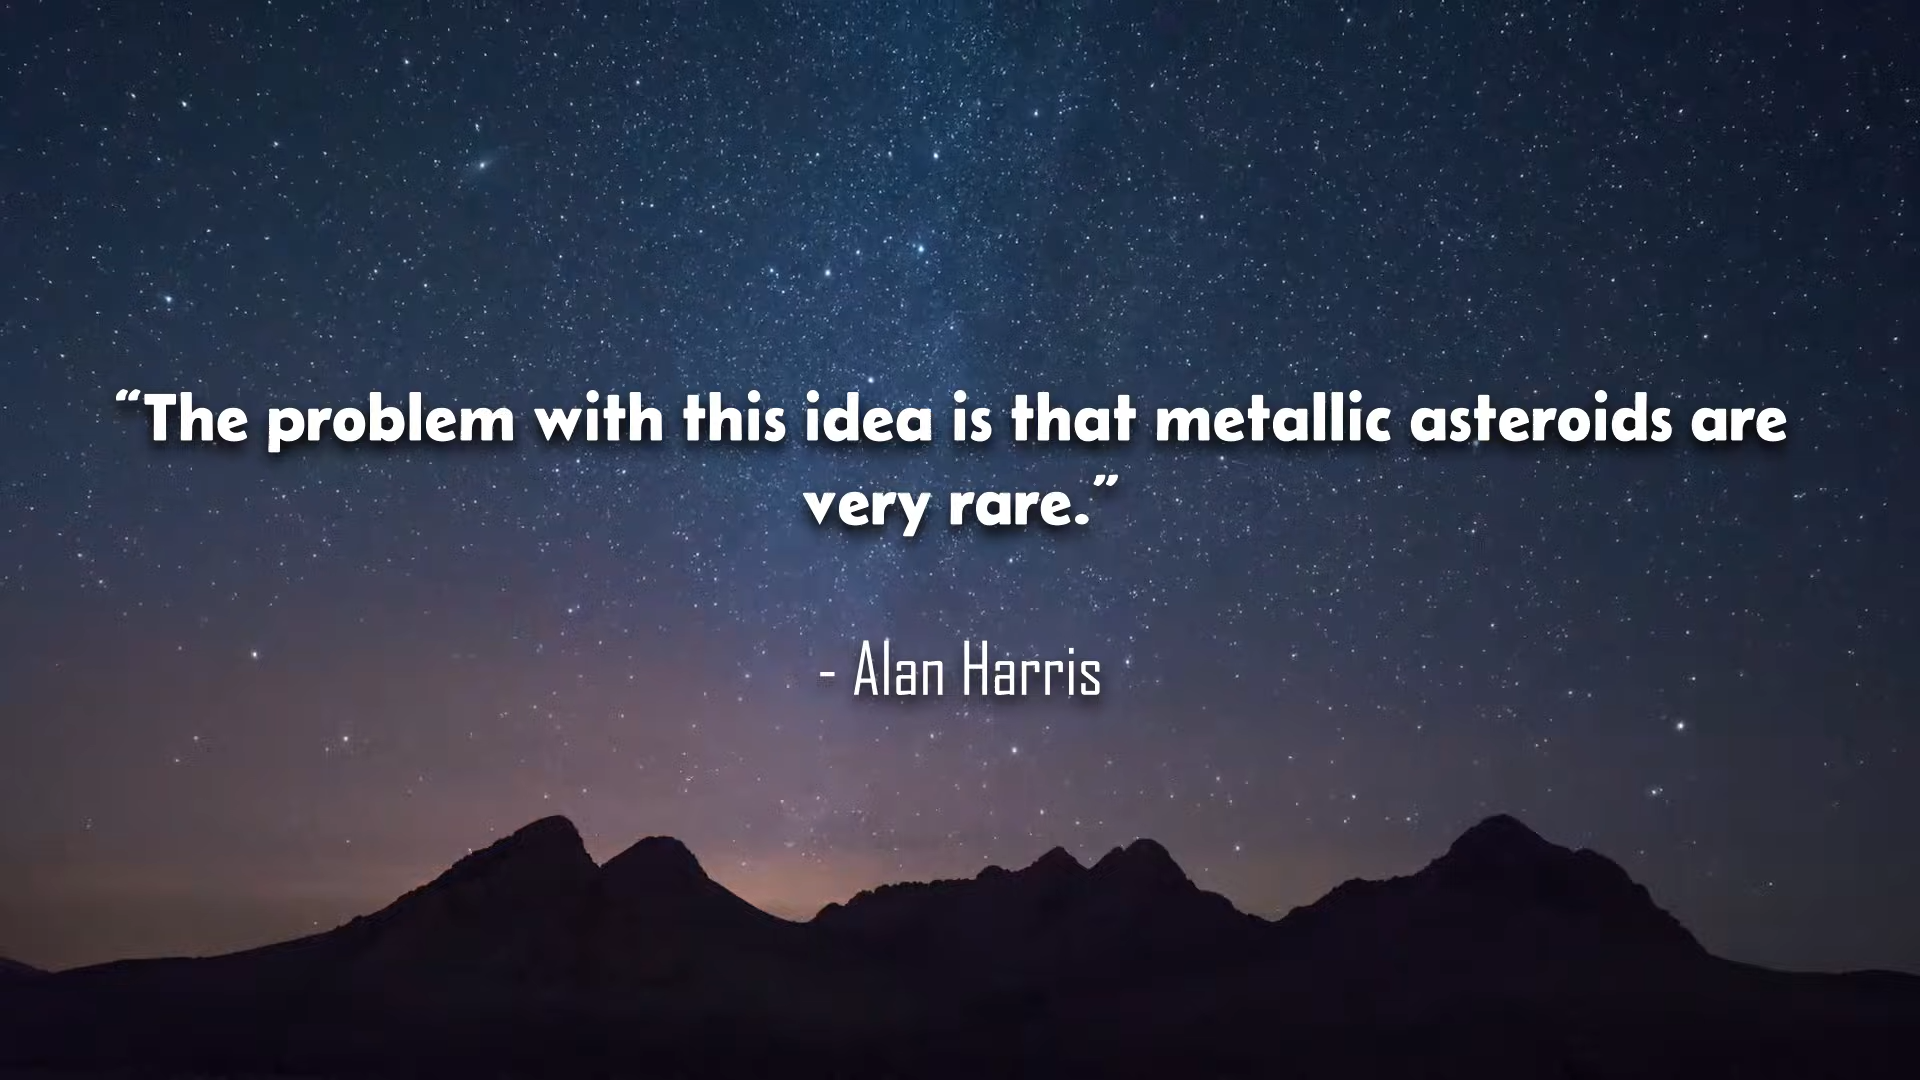 “The problem with this idea is that metallic asteroids are
very rare.”
- Alan Harris